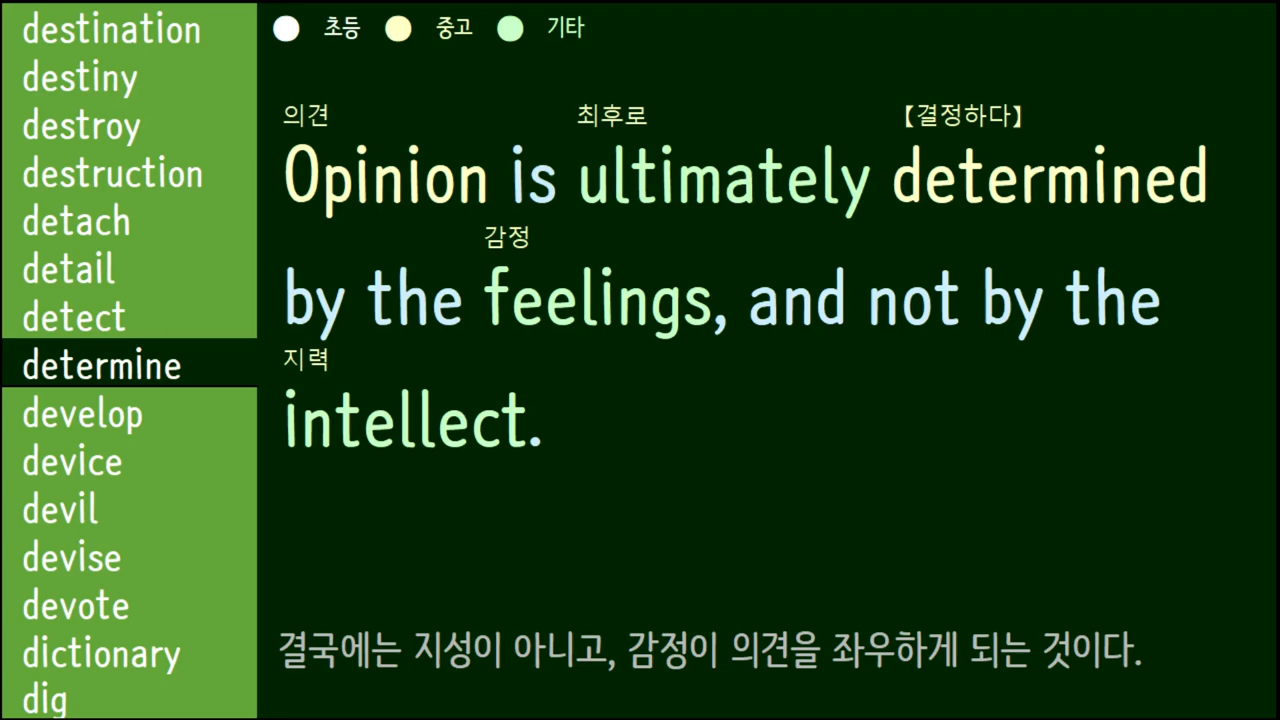 destination
destiny
destroy
destruction
detach
detail
detect
determine
develop
device
devil
devise
devote
dictionary
dig
초등 중고 기타
의견 최후로 【결정하다】
Opinion is ultimately determined
감정
by the feelings, and not by the
지력
intellect.
결국에는 지성이 아니고, 감정이 의견을 좌우하게 되는 것이다.